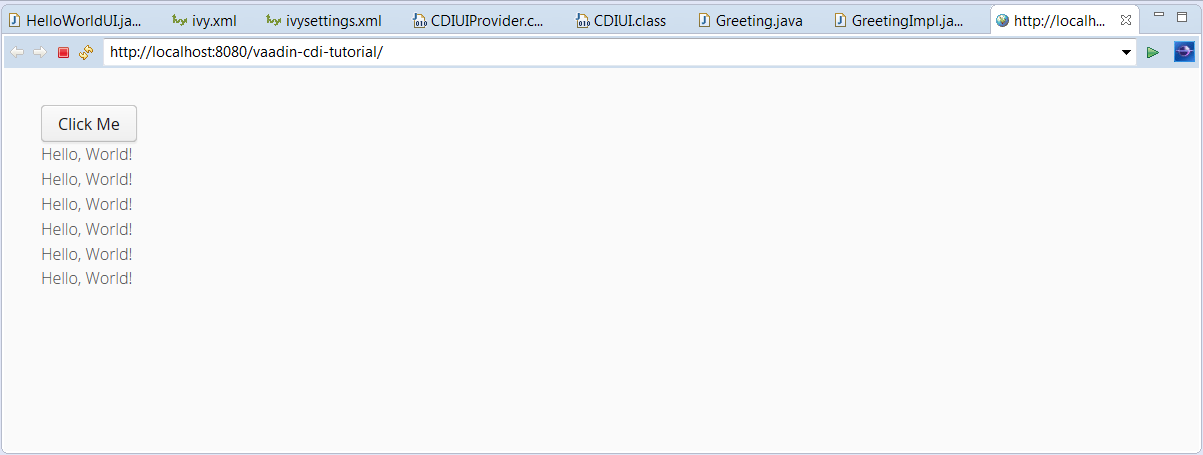 HelloWorldUI.ja... ivy.xml ivysettings.xml CDIUIProvider.c... CDIUI.class Greeting.java GreetingImpl.ja... http://localh...
http://localhost:8080/vaadin-cdi-tutorial/
Click Me
Hello, World!
Hello, World!
Hello, World!
Hello, World!
Hello, World!
Hello, World!